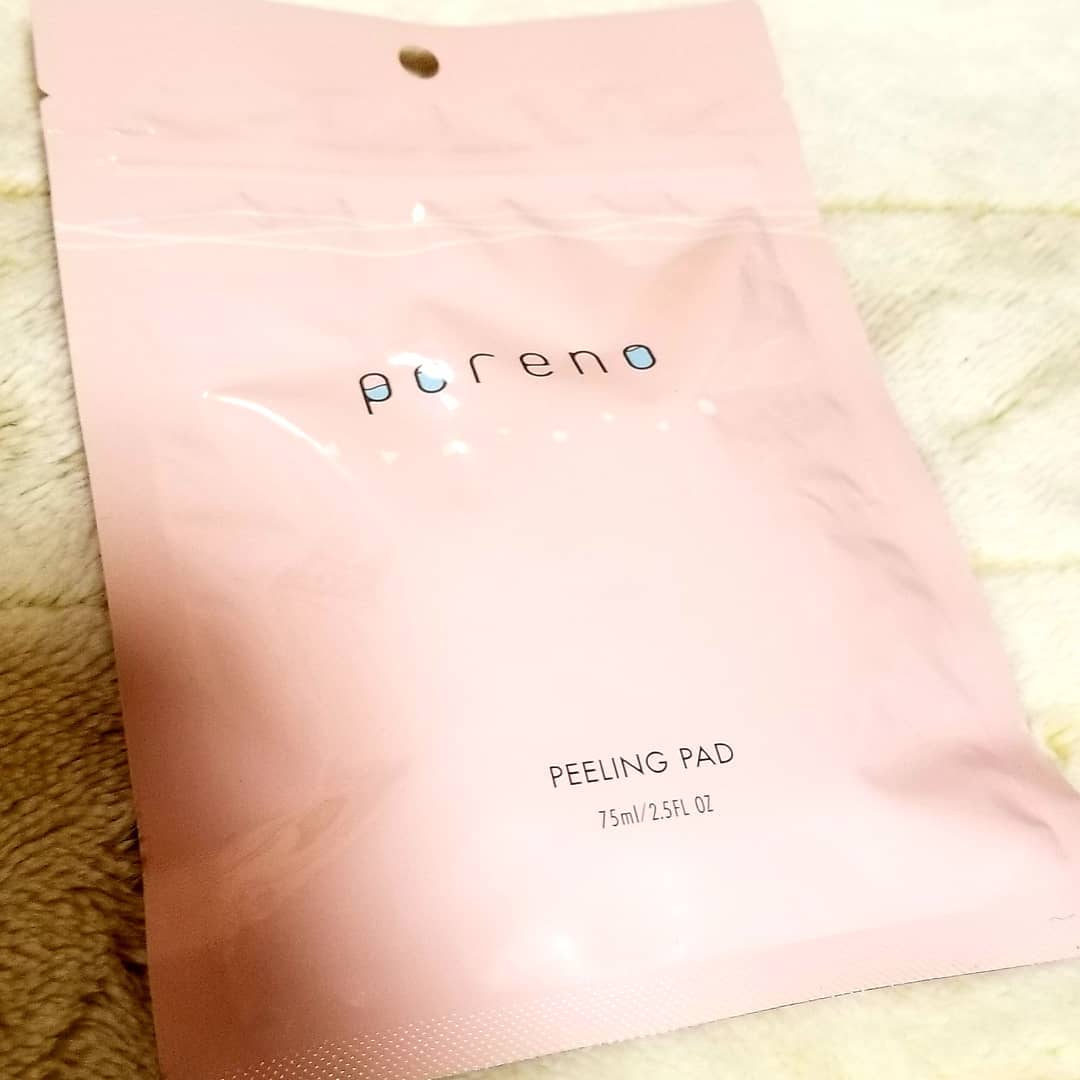 poreno
PEELING PAD
75ml/2.5FL OZ